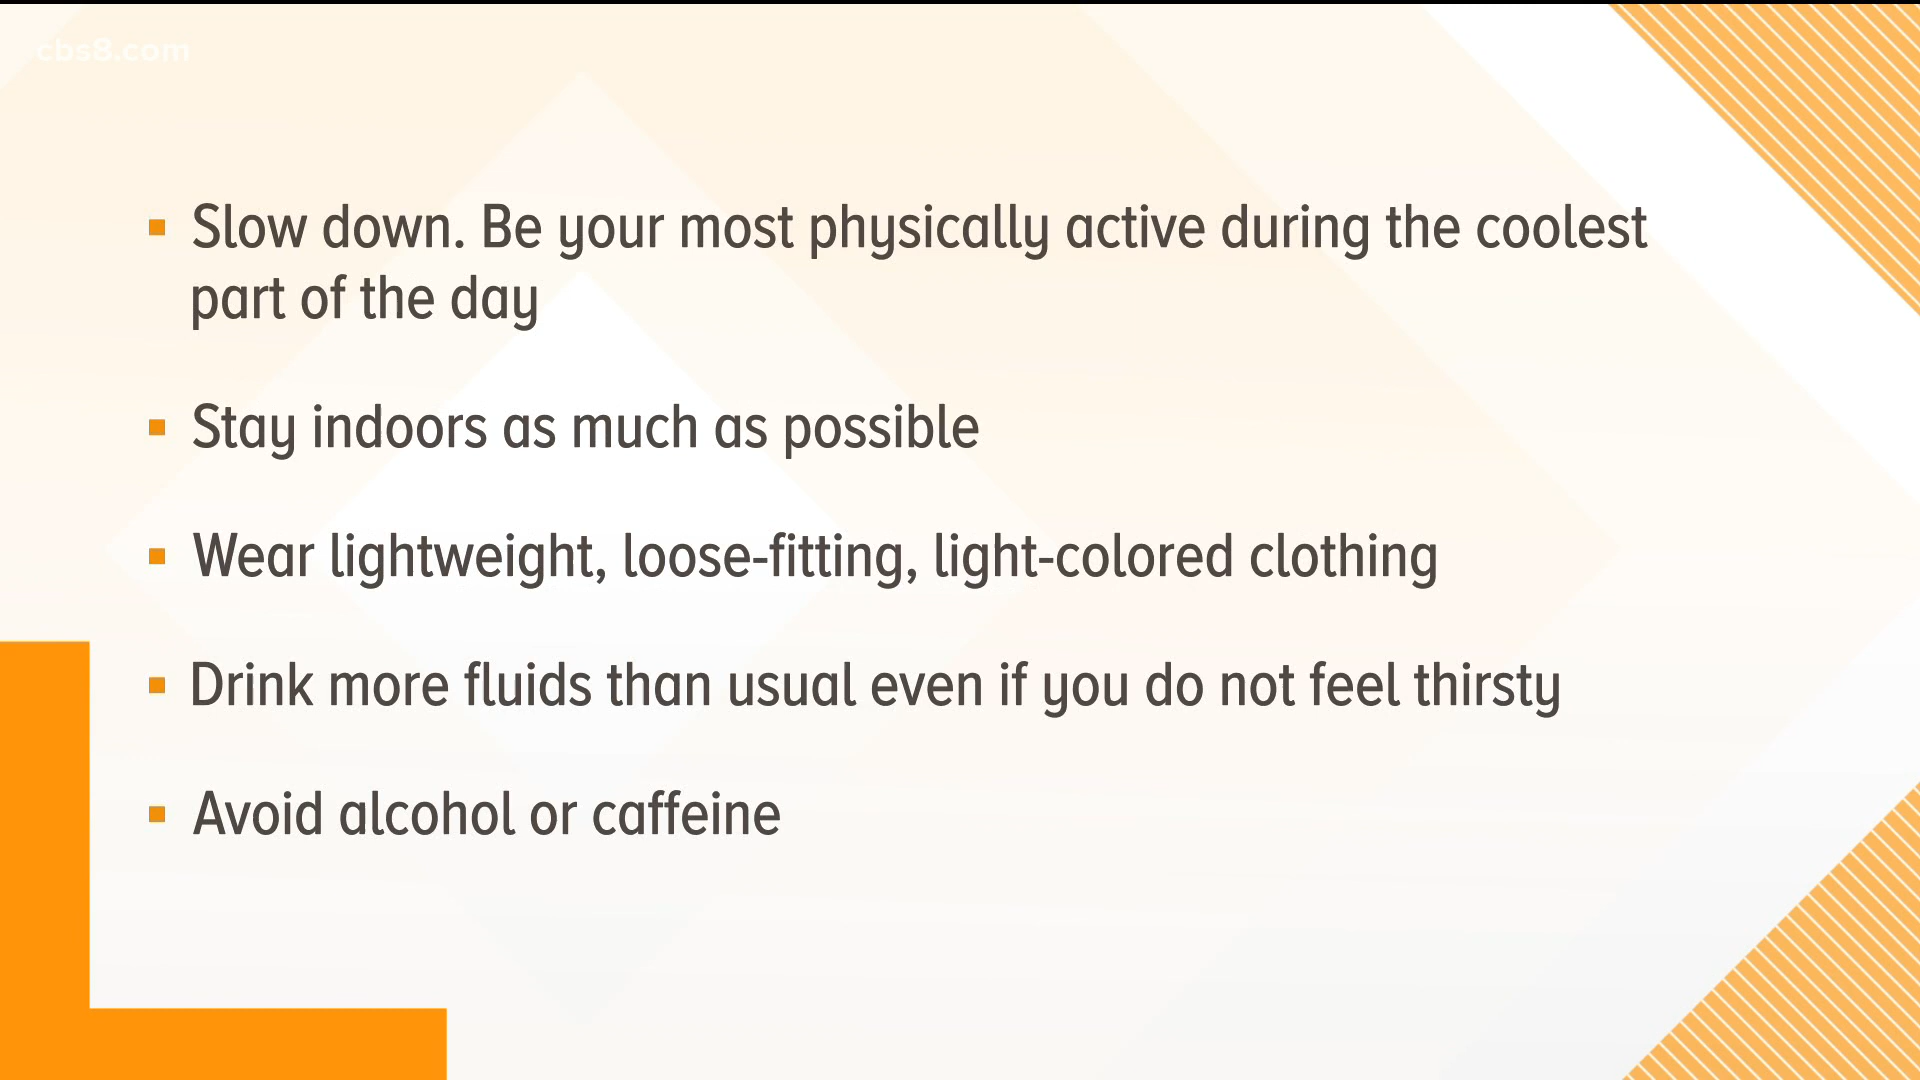 cbs8.com
▪ Slow down. Be your most physically active during the coolest
part of the day
▪ Stay indoors as much as possible
▪ Wear lightweight, loose-fitting, light-colored clothing
▪ Drink more fluids than usual even if you do not feel thirsty
▪ Avoid alcohol or caffeine